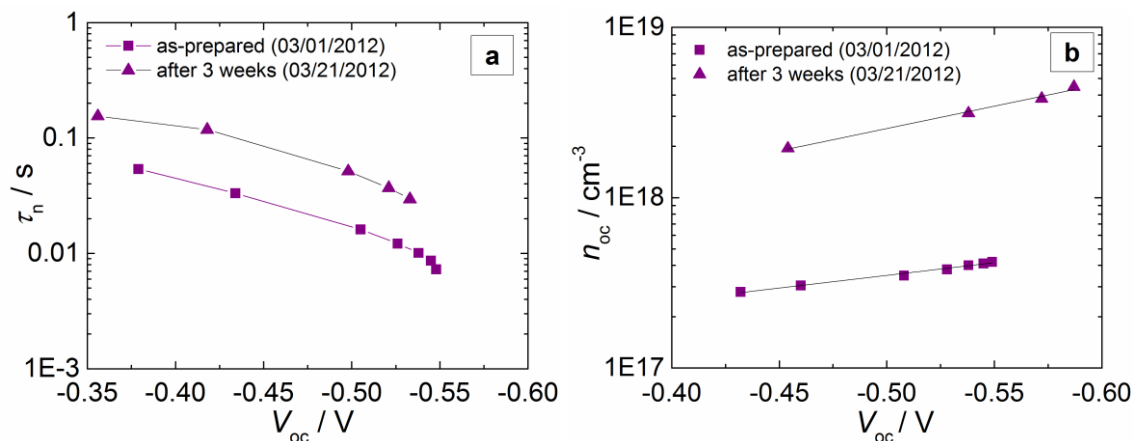 1
0.1
0.01
1E-3
τn / s
as-prepared (03/01/2012)
after 3 weeks (03/21/2012)
a
-0.35 -0.40 -0.45 -0.50 -0.55 -0.60
Voc / V
1E19
1E18
1E17
noc / cm-3
as-prepared (03/01/2012)
after 3 weeks (03/21/2012)
b
-0.40 -0.45 -0.50 -0.55 -0.60
Voc / V